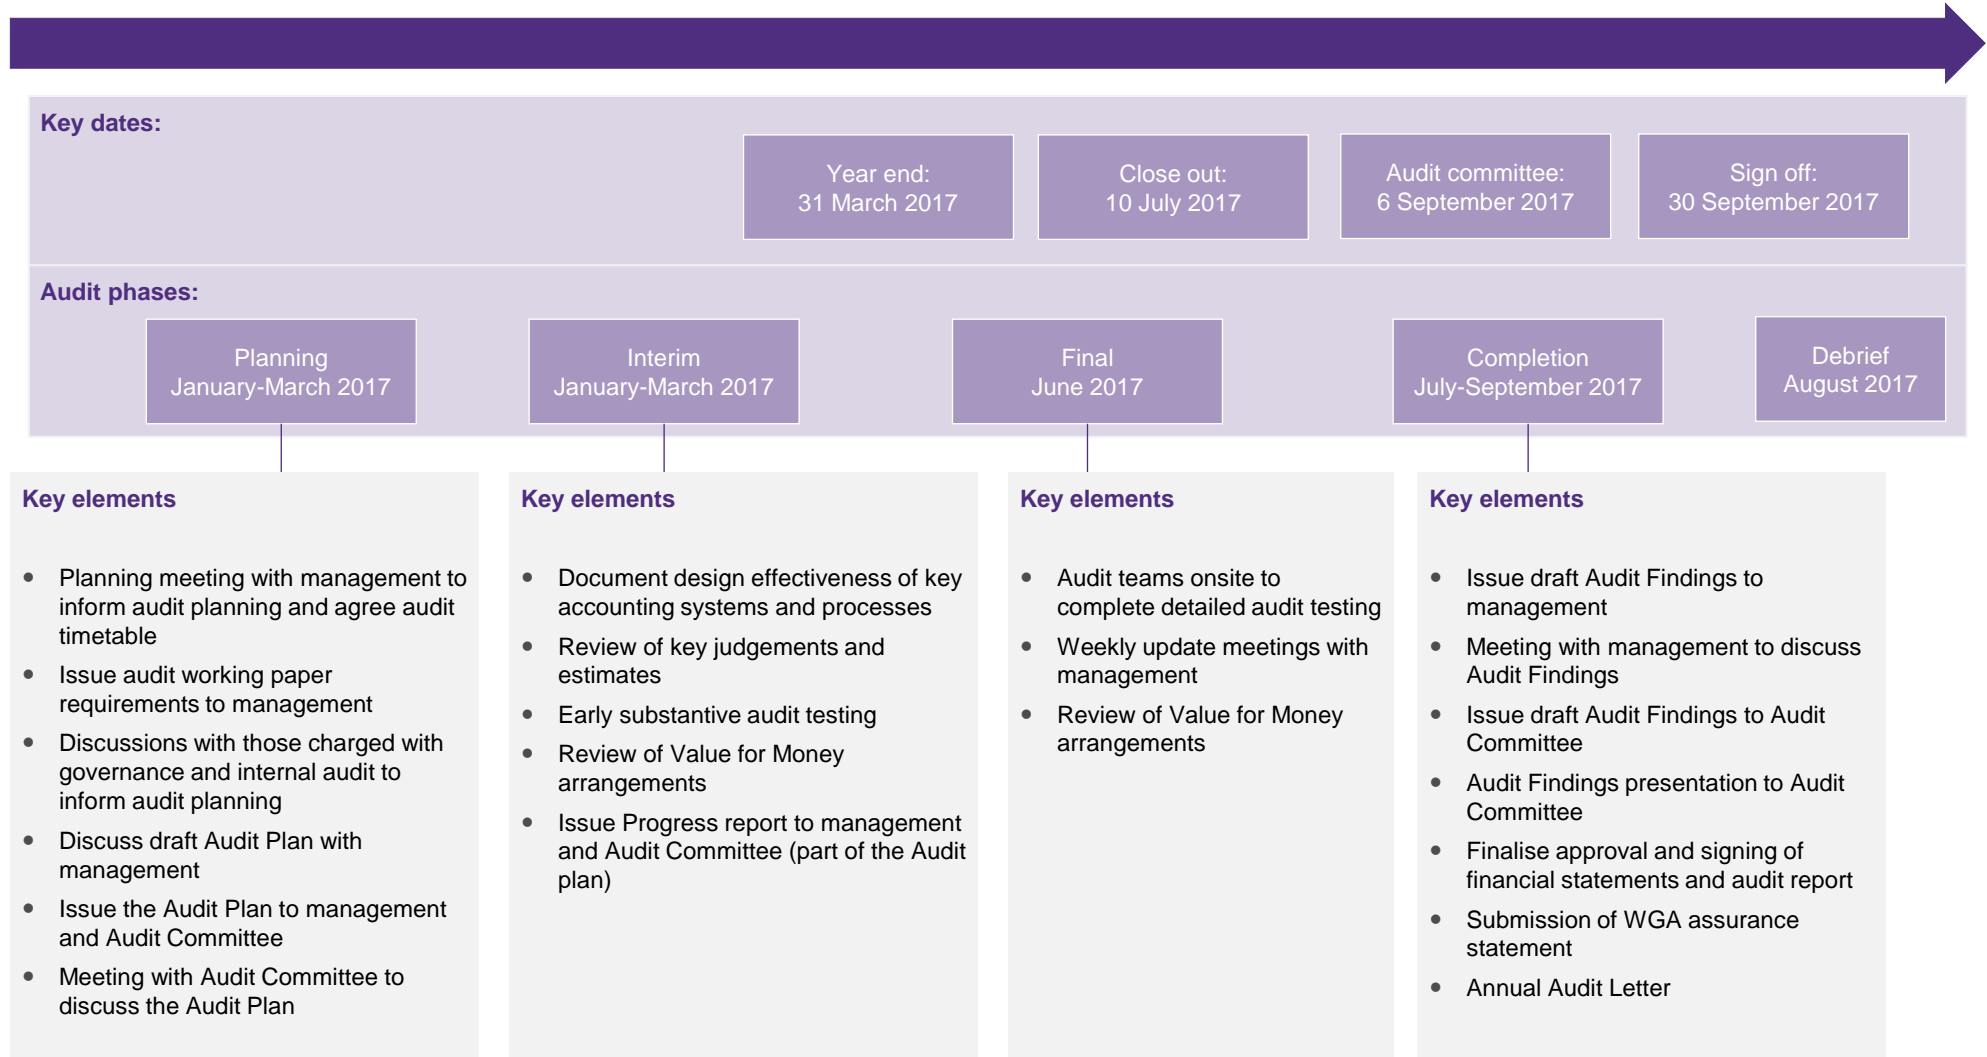 Key dates:
Year end:
31 March 2017
Close out:
10 July 2017
Audit committee:
6 September 2017
Sign off:
30 September 2017
Audit phases:
Planning
January-March 2017
Interim
January-March 2017
Final
June 2017
Completion
July-September 2017
Debrief
August 2017
Key elements
• Planning meeting with management to
inform audit planning and agree audit
timetable
• Issue audit working paper
requirements to management
• Discussions with those charged with
governance and internal audit to
inform audit planning
• Discuss draft Audit Plan with
management
• Issue the Audit Plan to management
and Audit Committee
• Meeting with Audit Committee to
discuss the Audit Plan
Key elements
• Document design effectiveness of key
accounting systems and processes
• Review of key judgements and
estimates
• Early substantive audit testing
• Review of Value for Money
arrangements
• Issue Progress report to management
and Audit Committee (part of the Audit
plan)
Key elements
• Audit teams onsite to
complete detailed audit testing
• Weekly update meetings with
management
• Review of Value for Money
arrangements
Key elements
• Issue draft Audit Findings to
management
• Meeting with management to discuss
Audit Findings
• Issue draft Audit Findings to Audit
Committee
• Audit Findings presentation to Audit
Committee
• Finalise approval and signing of
financial statements and audit report
• Submission of WGA assurance
statement
• Annual Audit Letter